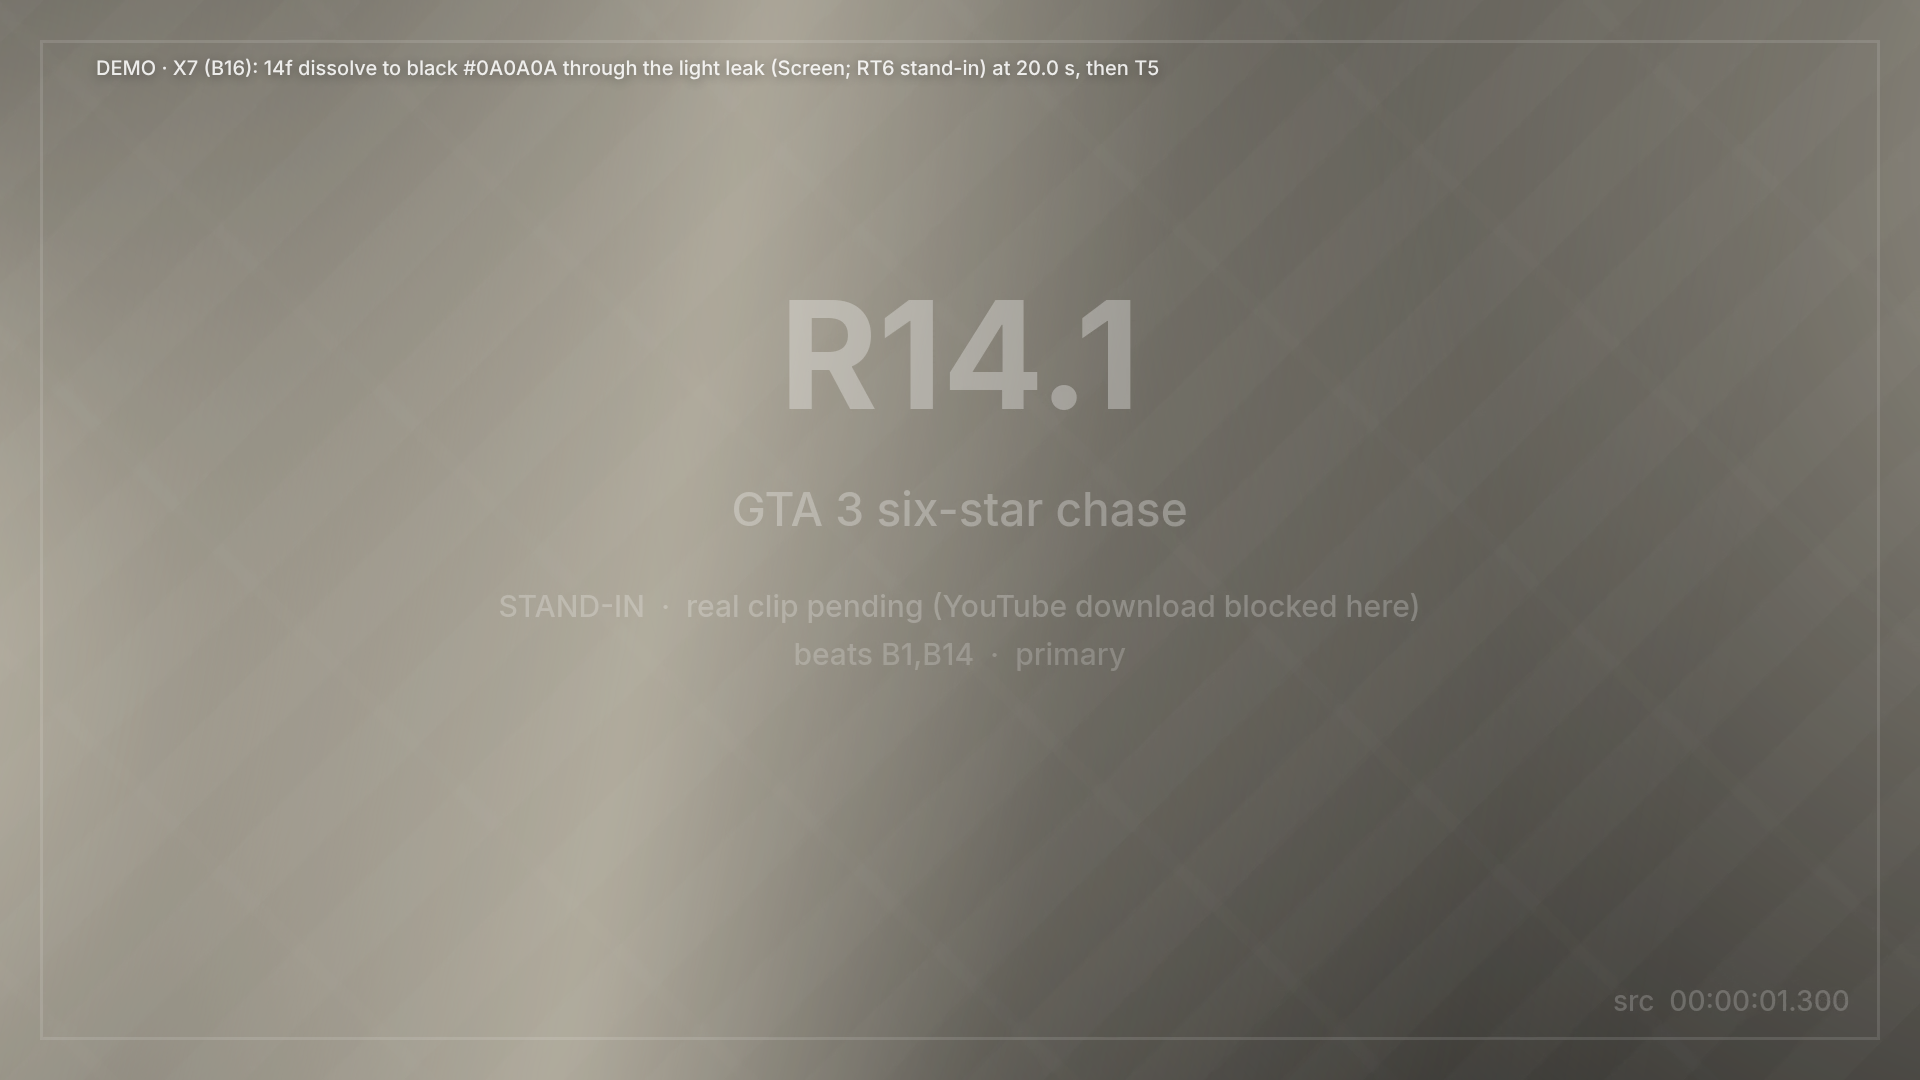 DEMO · X7 (B16): 14f dissolve to black #0A0A0A through the light leak (Screen; RT6 stand-in) at 20.0 s, then T5
R14.1
GTA 3 six-star chase
STAND-IN · real clip pending (YouTube download blocked here)
beats B1,B14 · primary
src 00:00:01.300